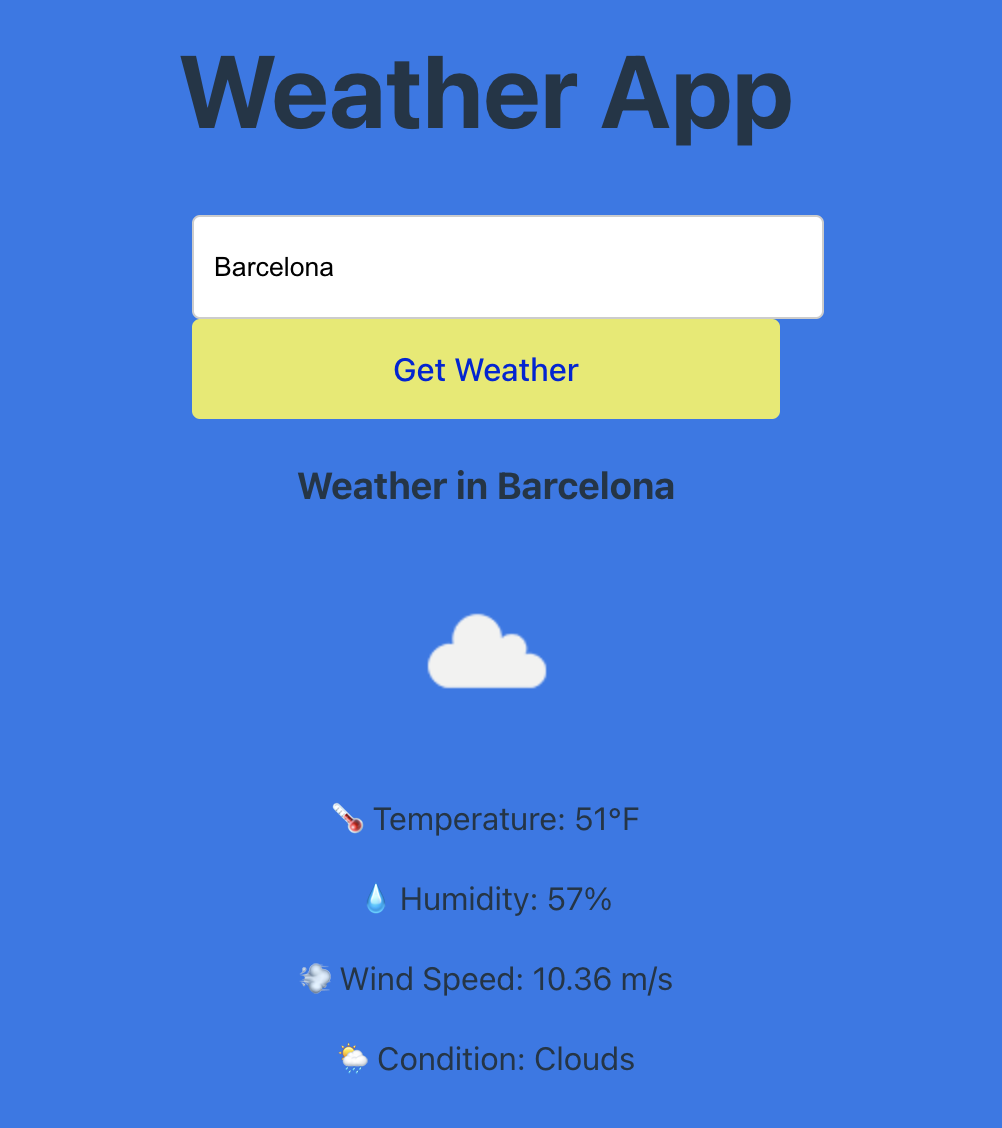 Weather App
Barcelona
Get Weather
Weather in Barcelona
🌡️ Temperature: 51°F
💧 Humidity: 57%
💨 Wind Speed: 10.36 m/s
🌦️ Condition: Clouds